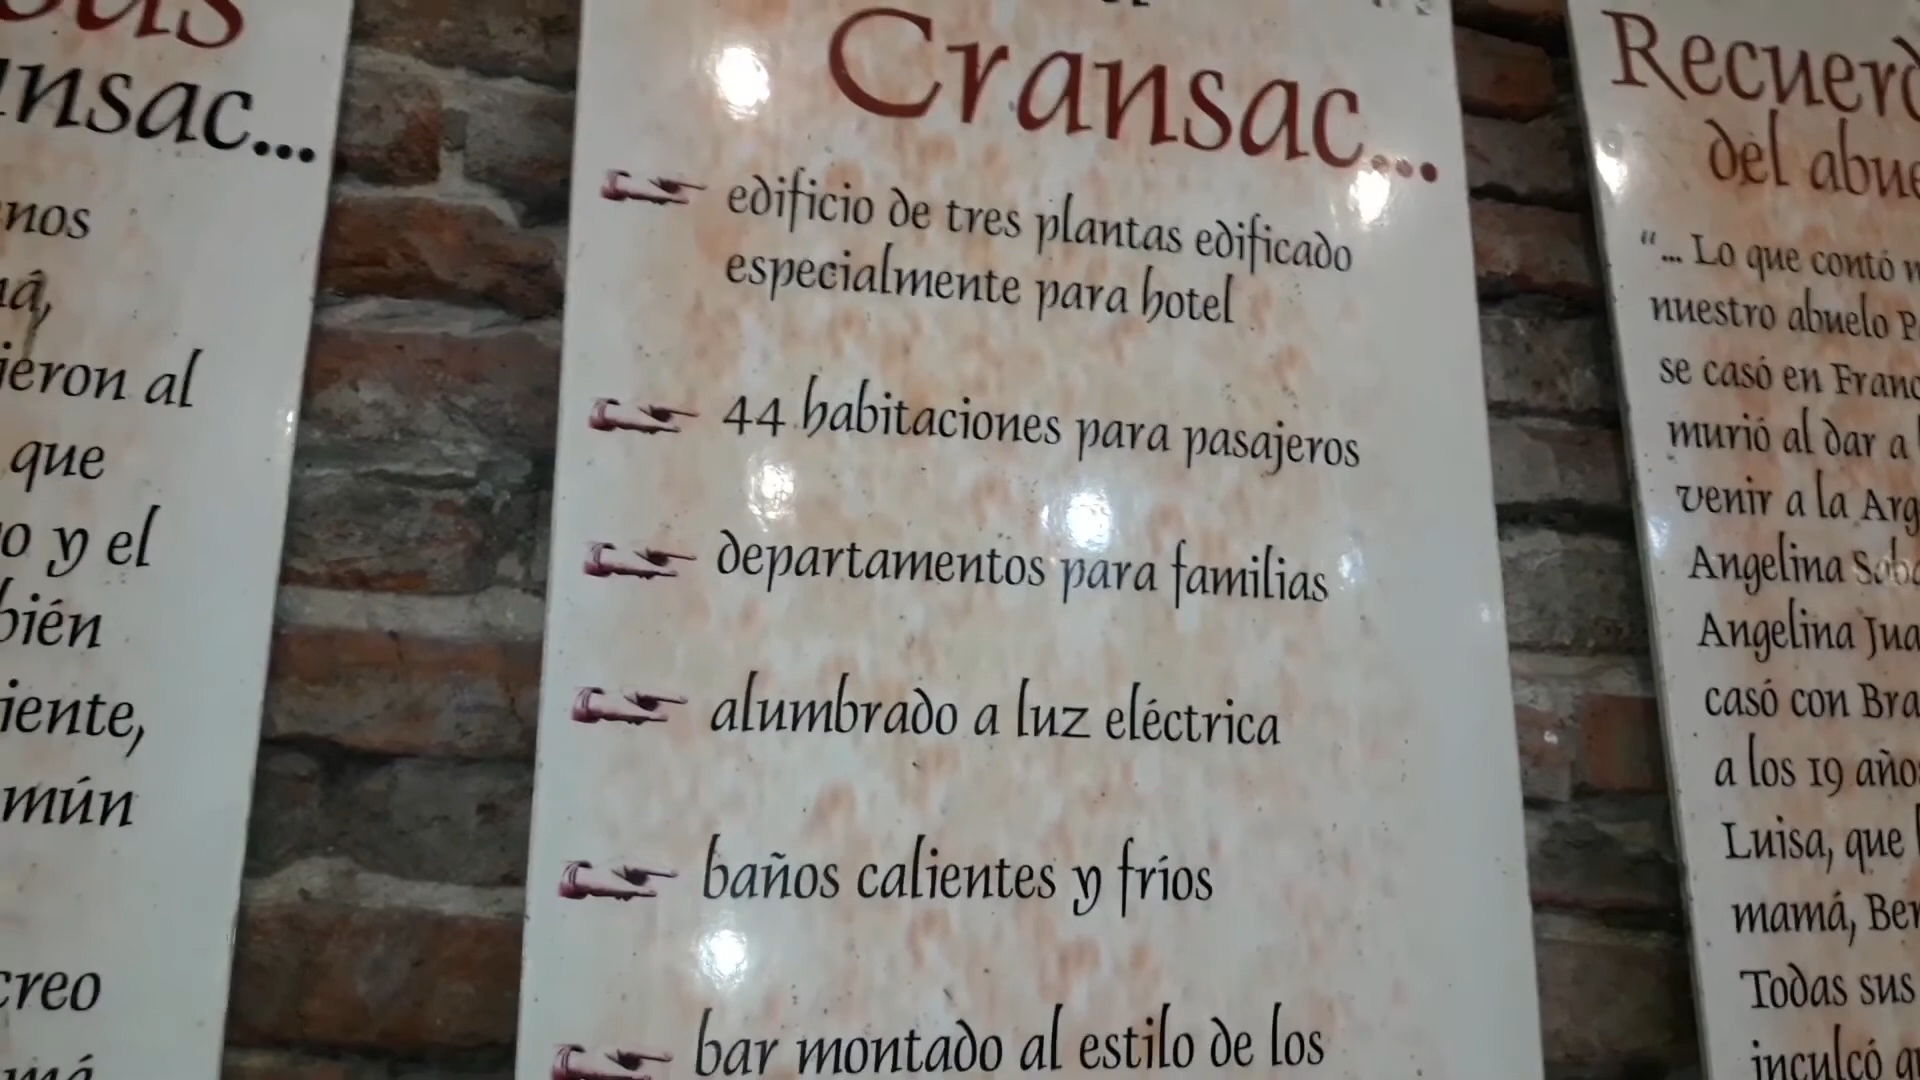 ansac...
nos
ieron al
que
o y el
bién
iente,
mún
creo
má
Cransac...
edificio de tres plantas edificado
especialmente para hotel
44 habitaciones para pasajeros
departamentos para familias
alumbrado a luz eléctrica
baños calientes y fríos
bar montado al estilo de los
Recuerd
del abue
"... Lo que contó
nuestro abuelo P
se casó en Franc
murió al dar a
venir a la Arg
Angelina Saba
Angelina Jua
casó con Bra
a los 19 año
Luisa, que
mamá, Ber
Todas sus
inculcó